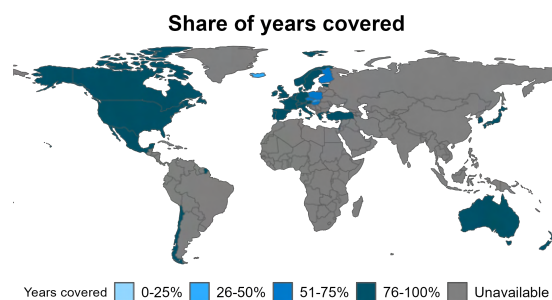 Share of years covered
Years covered 0-25% 26-50% 51-75% 76-100% Unavailable